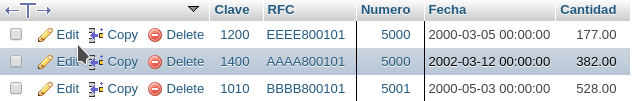 Clave RFC Numero Fecha Cantidad
Edit Copy Delete 1200 EEEE800101 5000 2000-03-05 00:00:00 177.00
Edit Copy Delete 1400 AAAA800101 5000 2002-03-12 00:00:00 382.00
Edit Copy Delete 1010 BBBB800101 5001 2000-05-03 00:00:00 528.00